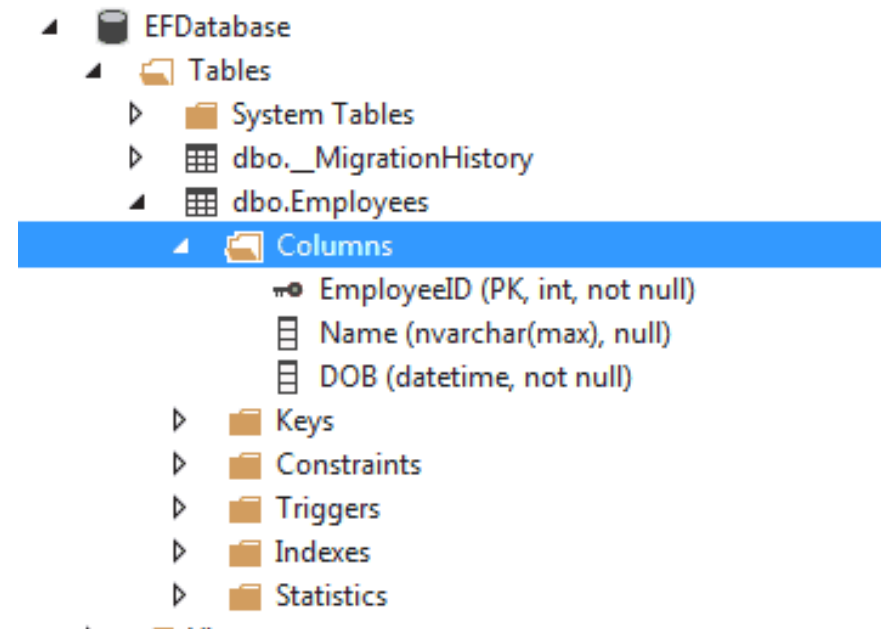 EFDatabase
Tables
System Tables
dbo.__MigrationHistory
dbo.Employees
Columns
EmployeeID (PK, int, not null)
Name (nvarchar(max), null)
DOB (datetime, not null)
Keys
Constraints
Triggers
Indexes
Statistics